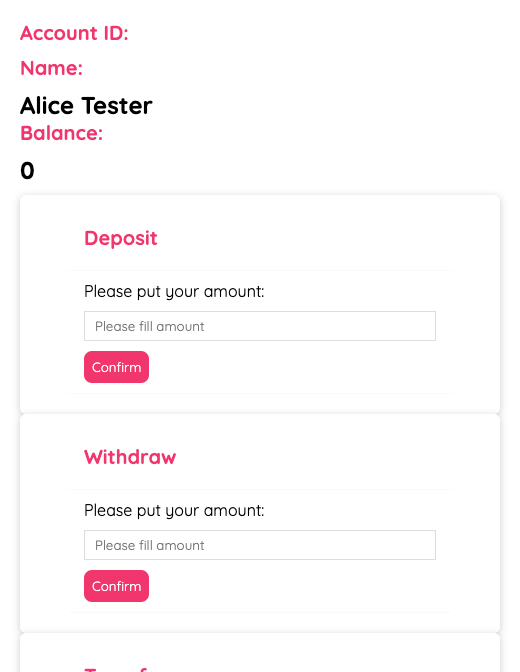 Account ID:
Name:
Alice Tester
Balance:
0
Deposit
Please put your amount:
Please fill amount
Confirm
Withdraw
Please put your amount:
Please fill amount
Confirm